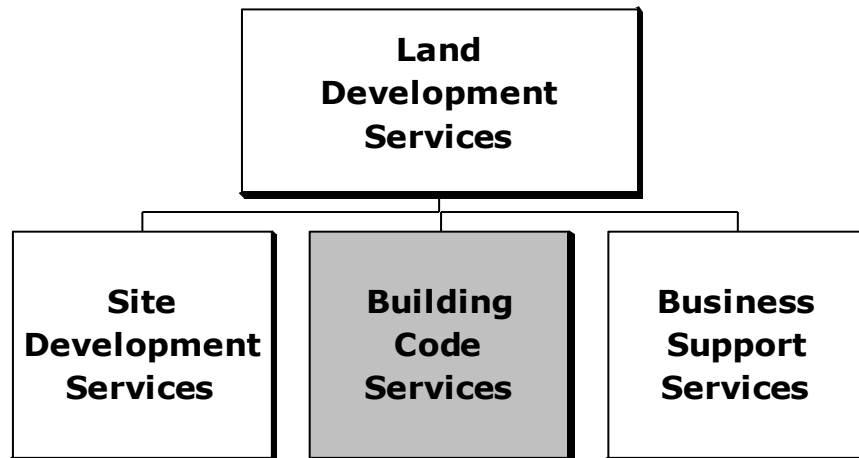 Land
Development
Services
Site
Development
Services
Building
Code
Services
Business
Support
Services